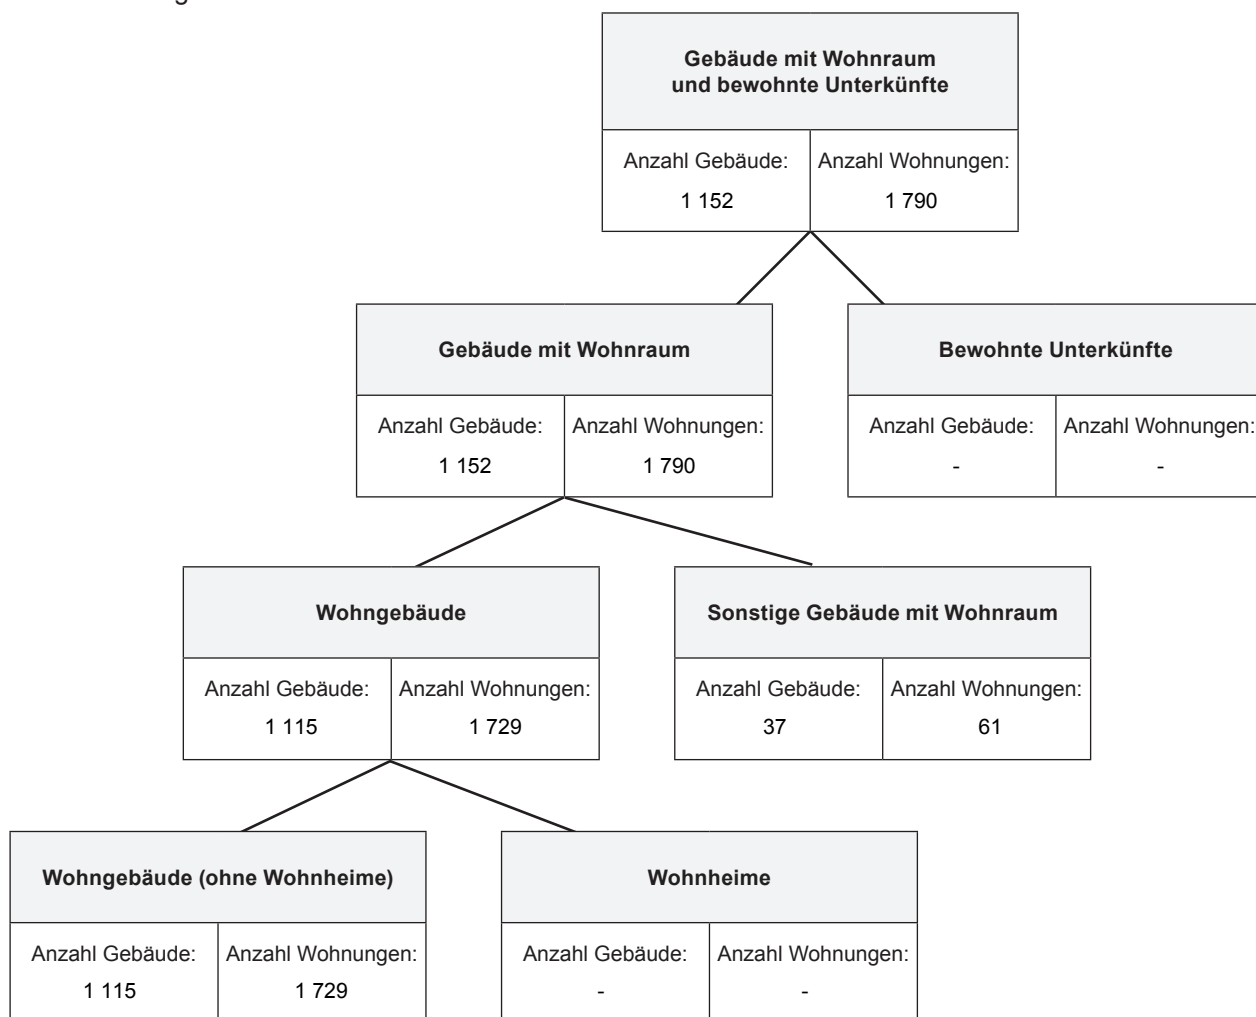 Gebäude mit Wohnraum
und bewohnte Unterkünfte
Anzahl Gebäude:
1 152
Anzahl Wohnungen:
1 790
Gebäude mit Wohnraum
Anzahl Gebäude:
1 152
Anzahl Wohnungen:
1 790
Bewohnte Unterkünfte
Anzahl Gebäude:
-
Anzahl Wohnungen:
-
Wohngebäude
Anzahl Gebäude:
1 115
Anzahl Wohnungen:
1 729
Sonstige Gebäude mit Wohnraum
Anzahl Gebäude:
37
Anzahl Wohnungen:
61
Wohngebäude (ohne Wohnheime)
Anzahl Gebäude:
1 115
Anzahl Wohnungen:
1 729
Wohnheime
Anzahl Gebäude:
-
Anzahl Wohnungen:
-